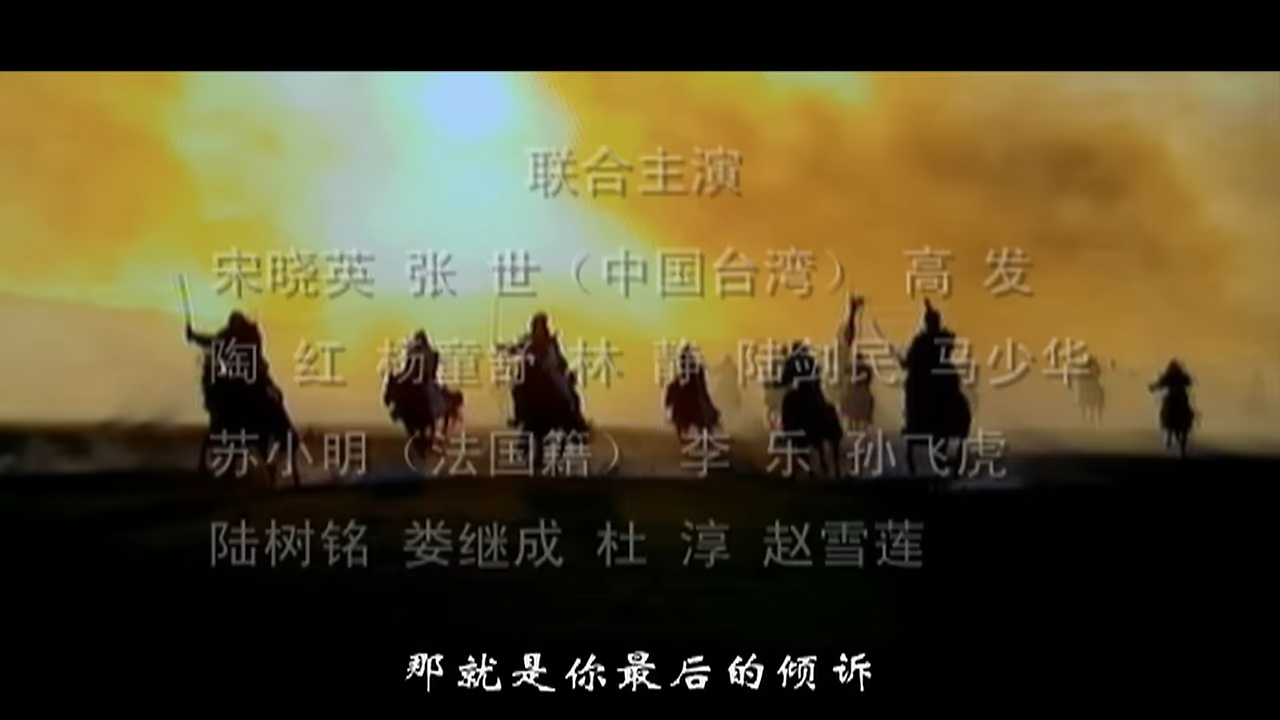 联合主演
宋晓英 张 世（中国台湾） 高 发
陶 红 杨童舒 林 静 陆剑民 马少华
苏小明（法国籍） 李 乐 孙飞虎
陆树铭 娄继成 杜 淳 赵雪莲
那就是你最后的倾诉